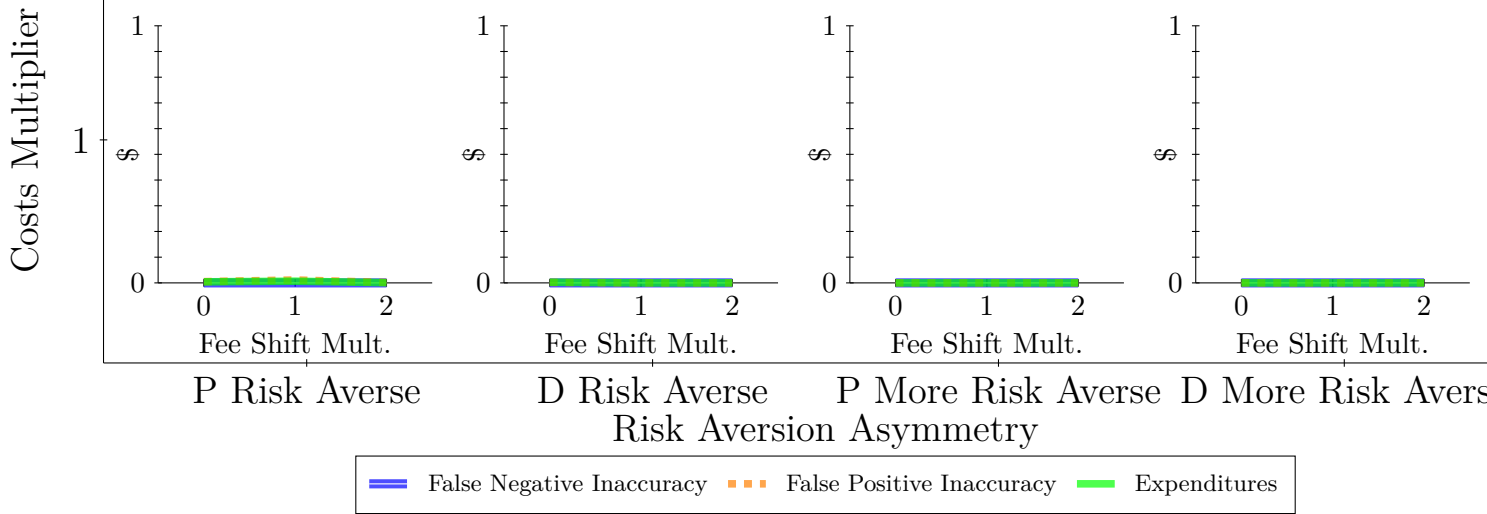 Costs Multiplier
1
1
$
0
0 1 2
Fee Shift Mult.
1
$
0
0 1 2
Fee Shift Mult.
1
$
0
0 1 2
Fee Shift Mult.
1
$
0
0 1 2
Fee Shift Mult.
P Risk Averse D Risk Averse P More Risk Averse D More Risk Avers
Risk Aversion Asymmetry
False Negative Inaccuracy False Positive Inaccuracy Expenditures